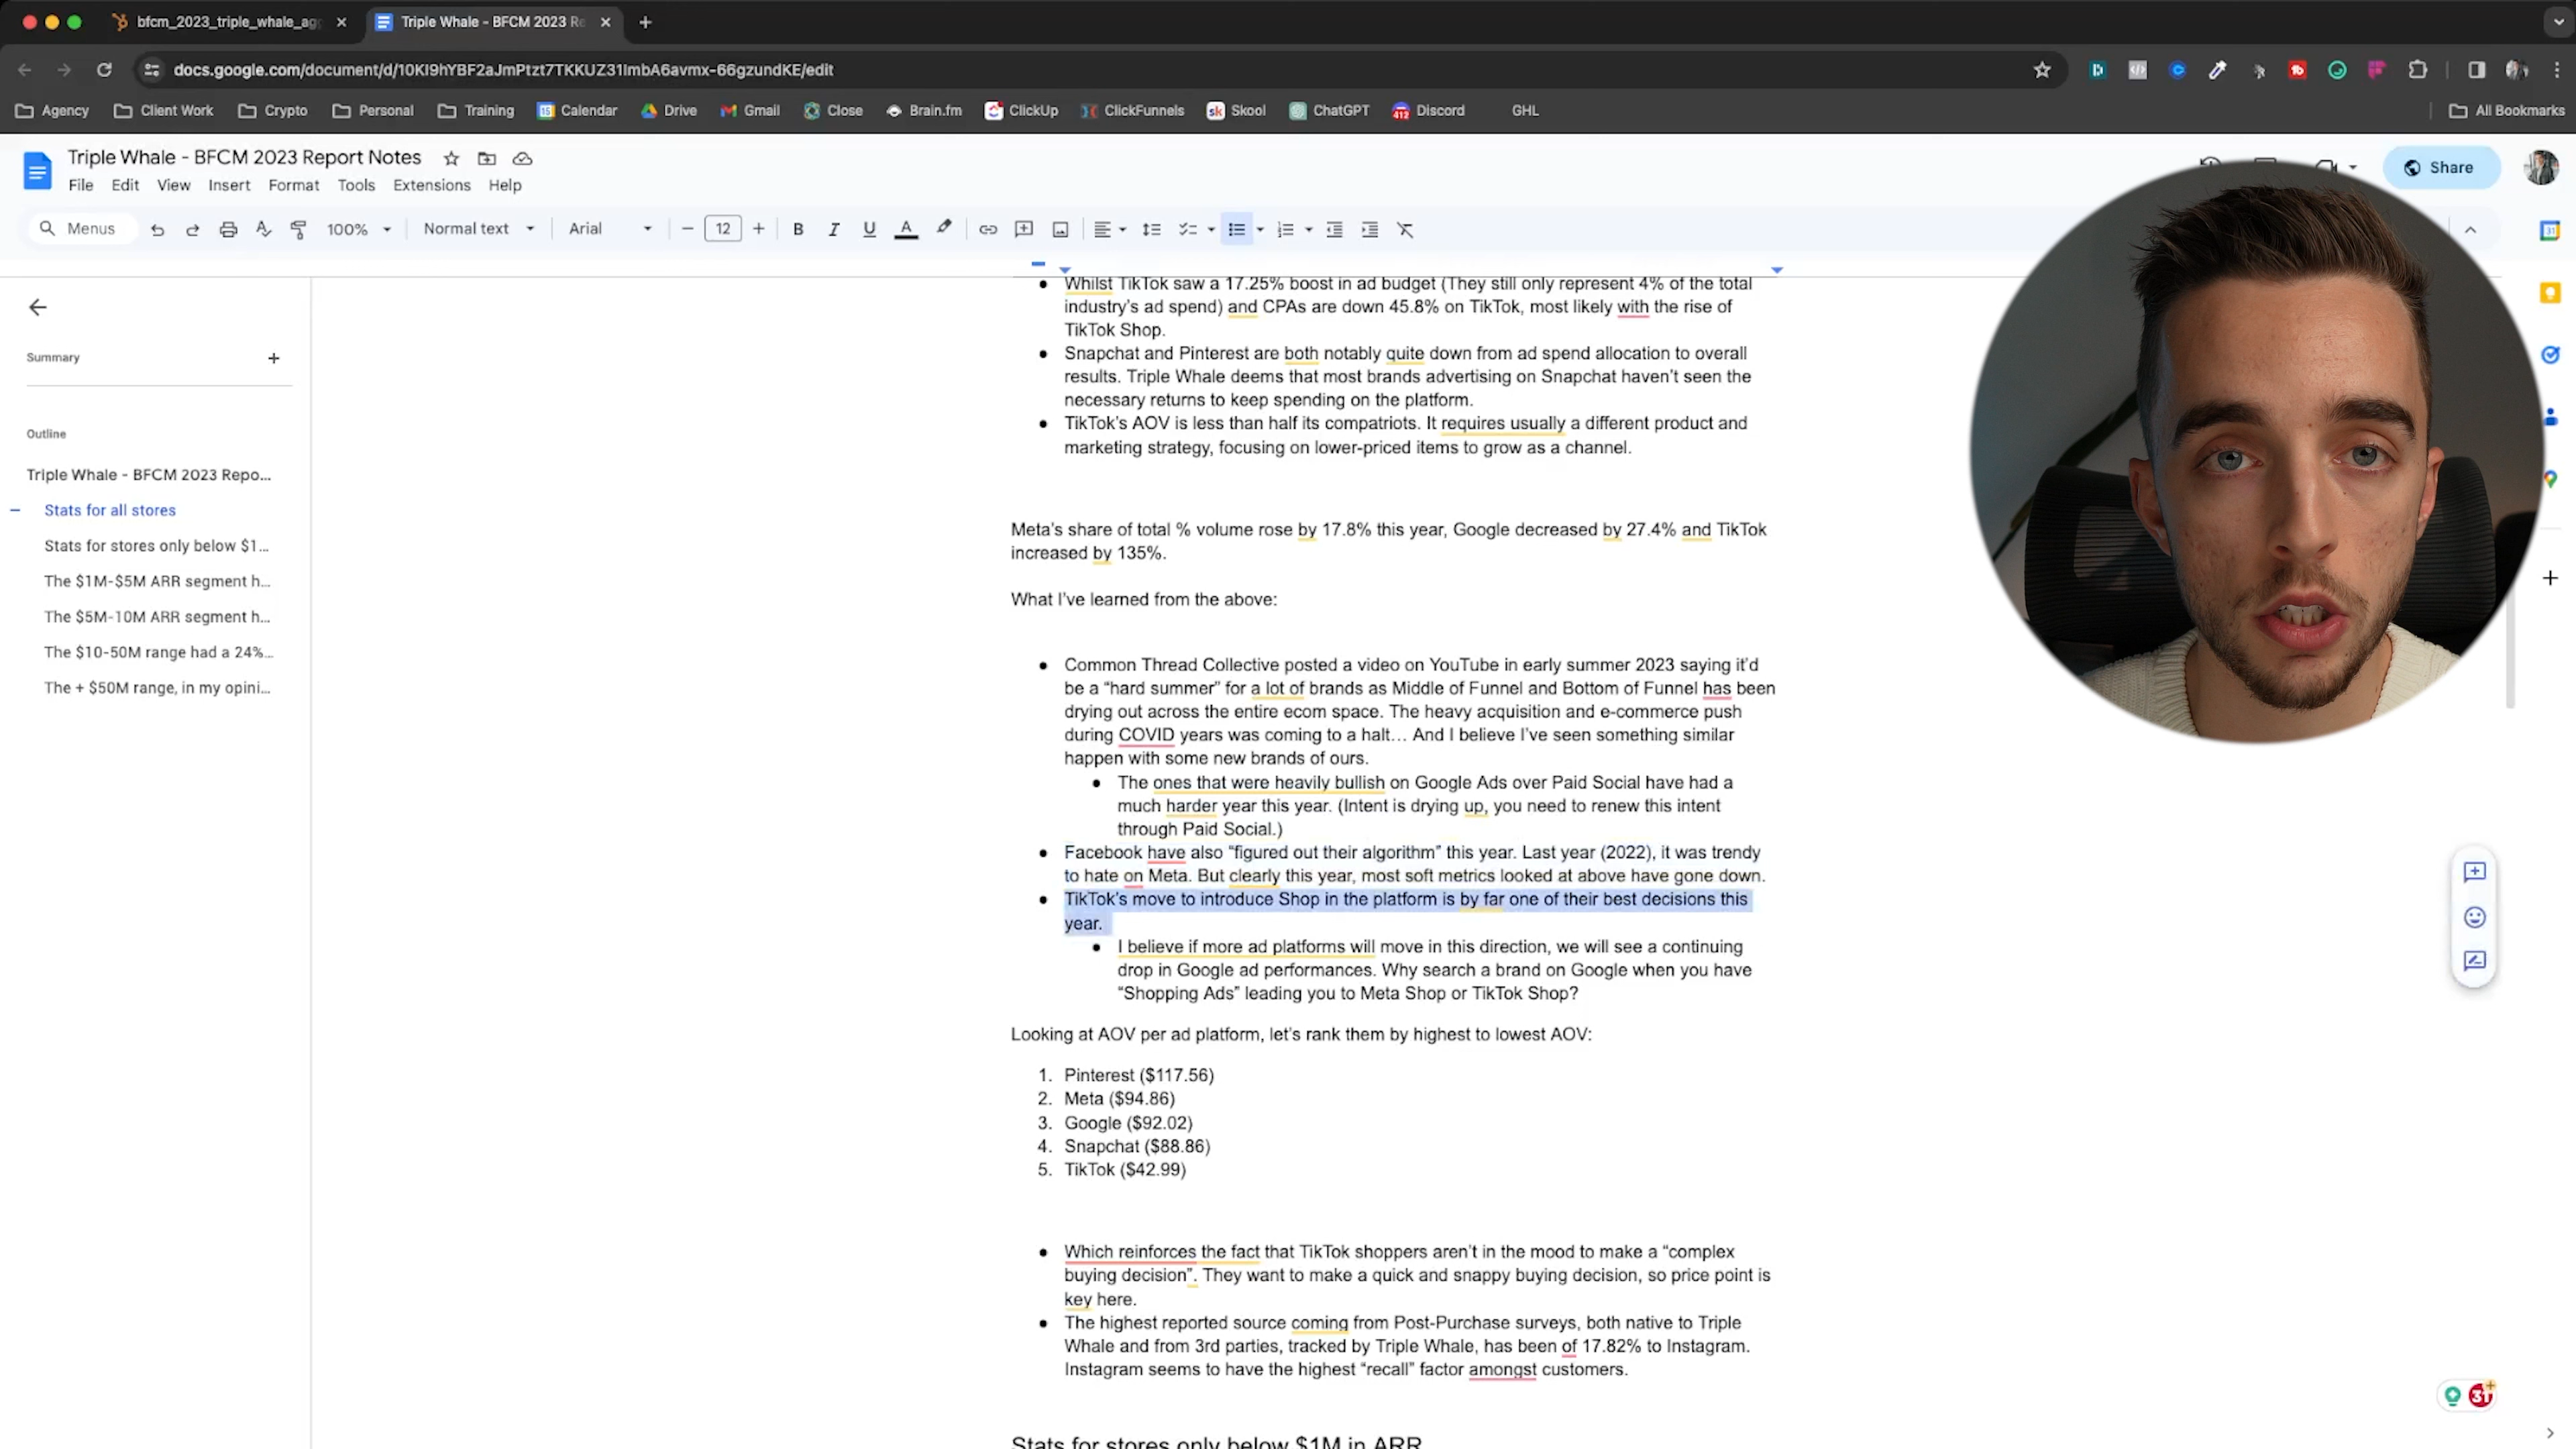 bfcm_2023_triple_whale_agg
Triple Whale - BFCM 2023 Re
docs.google.com/document/d/10KI9hYBF2aJmPtzt7TKKUZ31ImbA6avmx-66gzundKE/edit
Agency
Client Work
Crypto
Personal
Training
Calendar
Drive
Gmail
Close
Brain.fm
ClickUp
ClickFunnels
Skool
ChatGPT
412
Discord
GHL
All Bookmarks
Triple Whale - BFCM 2023 Report Notes
File Edit View Insert Format Tools Extensions Help
Share
Menus
100%
Normal text
Arial
12
Summary
Outline
Triple Whale - BFCM 2023 Repo...
Stats for all stores
Stats for stores only below $1...
The $1M-$5M ARR segment h...
The $5M-10M ARR segment h...
The $10-50M range had a 24%...
The + $50M range, in my opini...
Whilst TikTok saw a 17.25% boost in ad budget (They still only represent 4% of the total
industry's ad spend) and CPAs are down 45.8% on TikTok, most likely with the rise of
TikTok Shop.
Snapchat and Pinterest are both notably quite down from ad spend allocation to overall
results. Triple Whale deems that most brands advertising on Snapchat haven't seen the
necessary returns to keep spending on the platform.
TikTok's AOV is less than half its compatriots. It requires usually a different product and
marketing strategy, focusing on lower-priced items to grow as a channel.
Meta's share of total % volume rose by 17.8% this year, Google decreased by 27.4% and TikTok
increased by 135%.
What I've learned from the above:
Common Thread Collective posted a video on YouTube in early summer 2023 saying it'd
be a “hard summer” for a lot of brands as Middle of Funnel and Bottom of Funnel has been
drying out across the entire ecom space. The heavy acquisition and e-commerce push
during COVID years was coming to a halt… And I believe I've seen something similar
happen with some new brands of ours.
The ones that were heavily bullish on Google Ads over Paid Social have had a
much harder year this year. (Intent is drying up, you need to renew this intent
through Paid Social.)
Facebook have also “figured out their algorithm” this year. Last year (2022), it was trendy
to hate on Meta. But clearly this year, most soft metrics looked at above have gone down.
TikTok's move to introduce Shop in the platform is by far one of their best decisions this
year.
I believe if more ad platforms will move in this direction, we will see a continuing
drop in Google ad performances. Why search a brand on Google when you have
“Shopping Ads” leading you to Meta Shop or TikTok Shop?
Looking at AOV per ad platform, let's rank them by highest to lowest AOV:
1. Pinterest ($117.56)
2. Meta ($94.86)
3. Google ($92.02)
4. Snapchat ($88.86)
5. TikTok ($42.99)
Which reinforces the fact that TikTok shoppers aren't in the mood to make a “complex
buying decision”. They want to make a quick and snappy buying decision, so price point is
key here.
The highest reported source coming from Post-Purchase surveys, both native to Triple
Whale and from 3rd parties, tracked by Triple Whale, has been of 17.82% to Instagram.
Instagram seems to have the highest “recall” factor amongst customers.
Stats for stores only below $1M in ARR